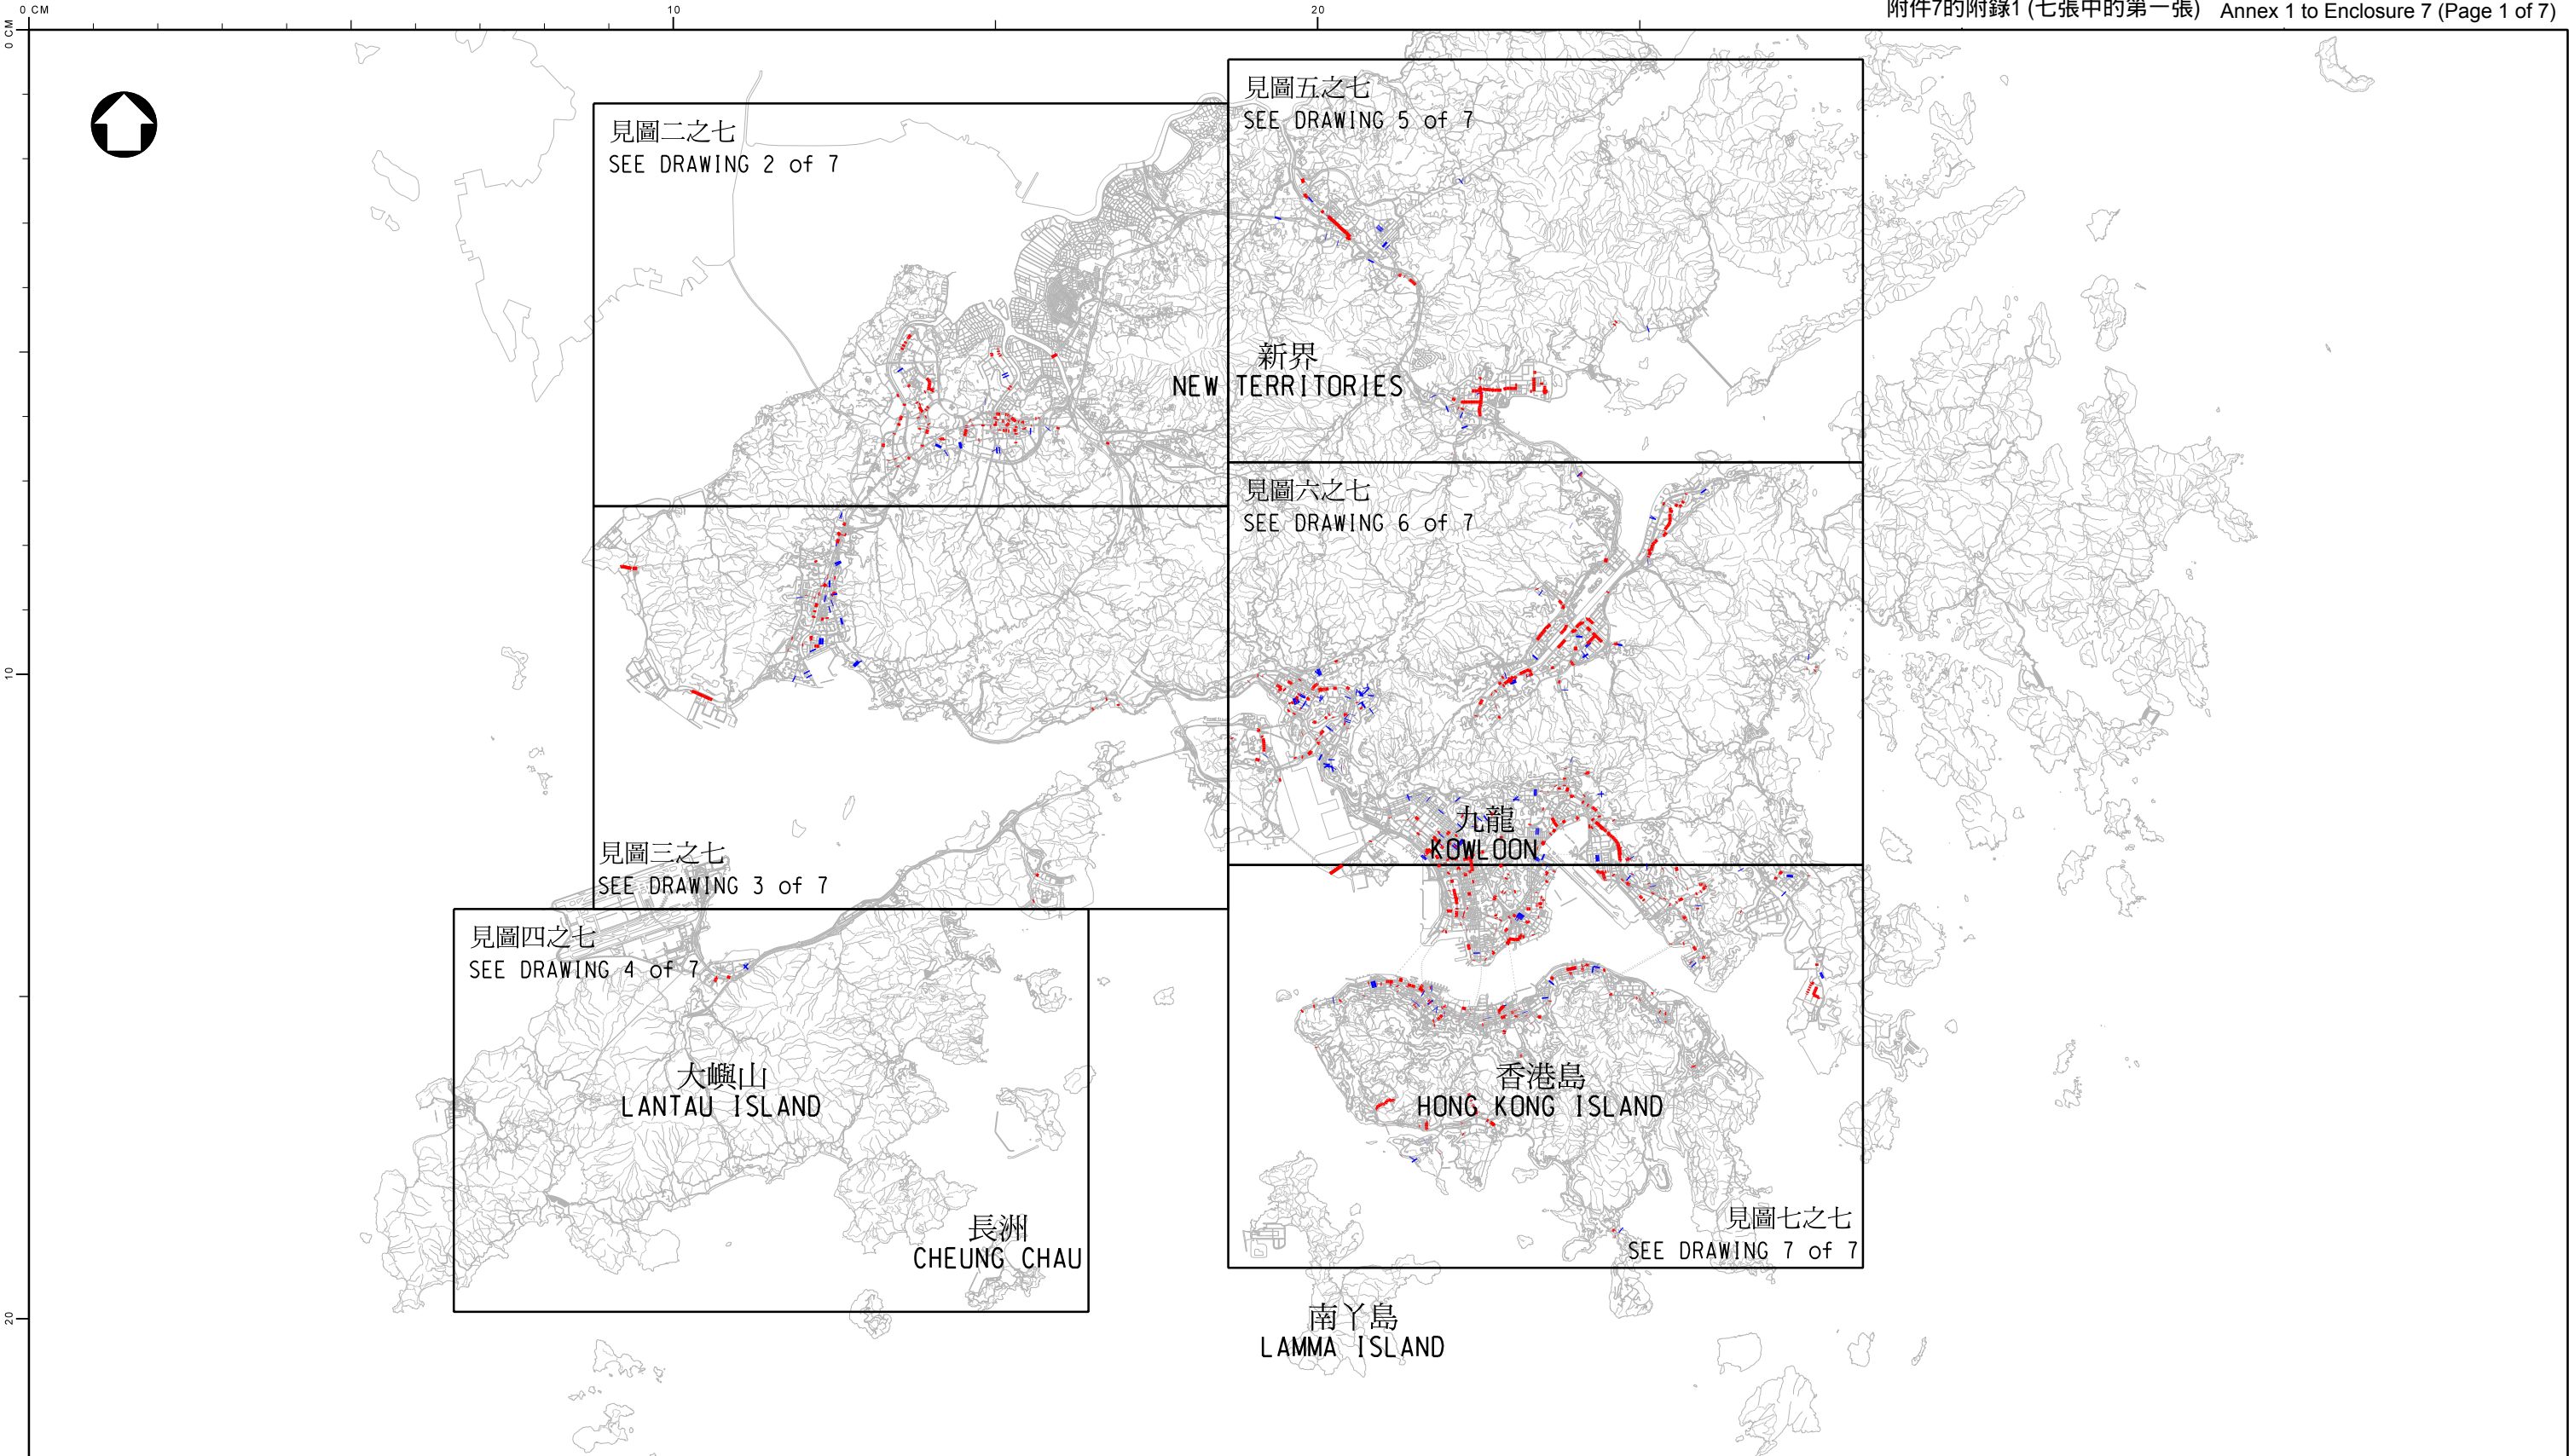 附件7的附錄1 (七張中的第一張) Annex 1 to Enclosure 7 (Page 1 of 7)
0 CM
10
20
0 CM
10
20
見圖二之七
SEE DRAWING 2 of 7
見圖五之七
SEE DRAWING 5 of 7
新界
NEW TERRITORIES
見圖六之七
SEE DRAWING 6 of 7
九龍
KOWLOON
見圖三之七
SEE DRAWING 3 of 7
見圖四之七
SEE DRAWING 4 of 7
大嶼山
LANTAU ISLAND
香港島
HONG KONG ISLAND
長洲
CHEUNG CHAU
見圖七之七
SEE DRAWING 7 of 7
南丫島
LAMMA ISLAND